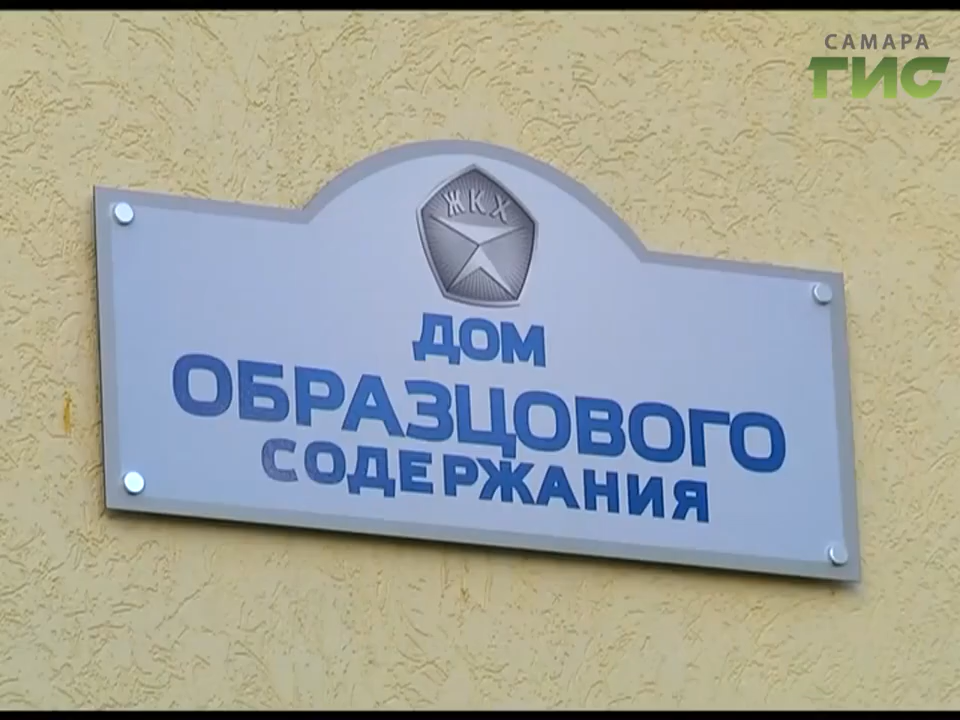 САМАРА
ГИС
ЖКХ
ДОМ
ОБРАЗЦОВОГО
СОДЕРЖАНИЯ